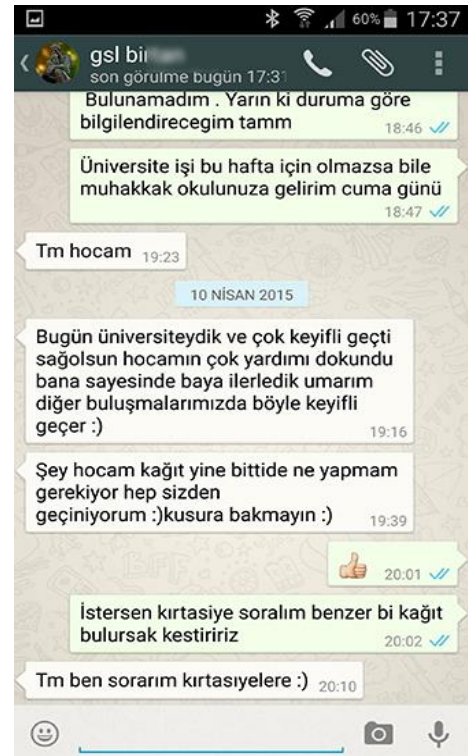 60% 17:37
gsl
son görülme bugün 17:31
Bulunamadım . Yarın ki duruma göre
bilgilendirecegim tamm
18:46
Üniversite işi bu hafta için olmazsa bile
muhakkak okulunuza gelirim cuma günü
18:47
Tm hocam 19:23
10 NİSAN 2015
Bugün üniversiteydik ve çok keyifli geçti
sağolsun hocamın çok yardımı dokundu
bana sayesinde baya ilerledik umarım
diğer buluşmalarımızda böyle keyifli
geçer :)
19:16
Şey hocam kağıt yine bittide ne yapmam
gerekiyor hep sizden
geçiniyorum :)kusura bakmayın :)
19:39
👍 20:01
İstersen kırtasiye soralım benzer bi kağıt
bulursak kestiririz
20:02
Tm ben sorarım kırtasıyelere :) 20:10